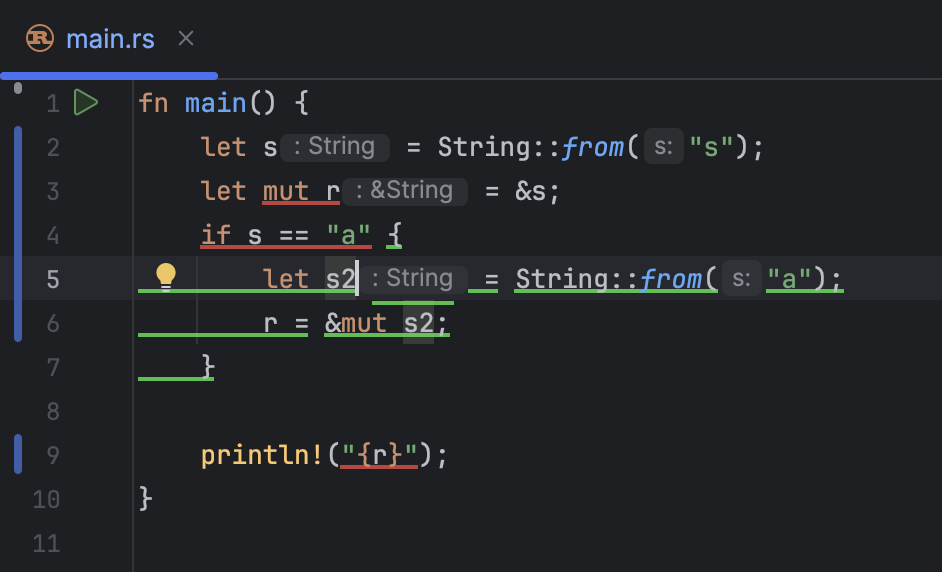 main.rs
1 fn main() {
2 let s : String = String::from( s: "s");
3 let mut r : &String = &s;
4 if s == "a" {
5 let s2 : String = String::from( s: "a");
6 r = &mut s2;
7 }
8
9 println!("{r}");
10 }
11